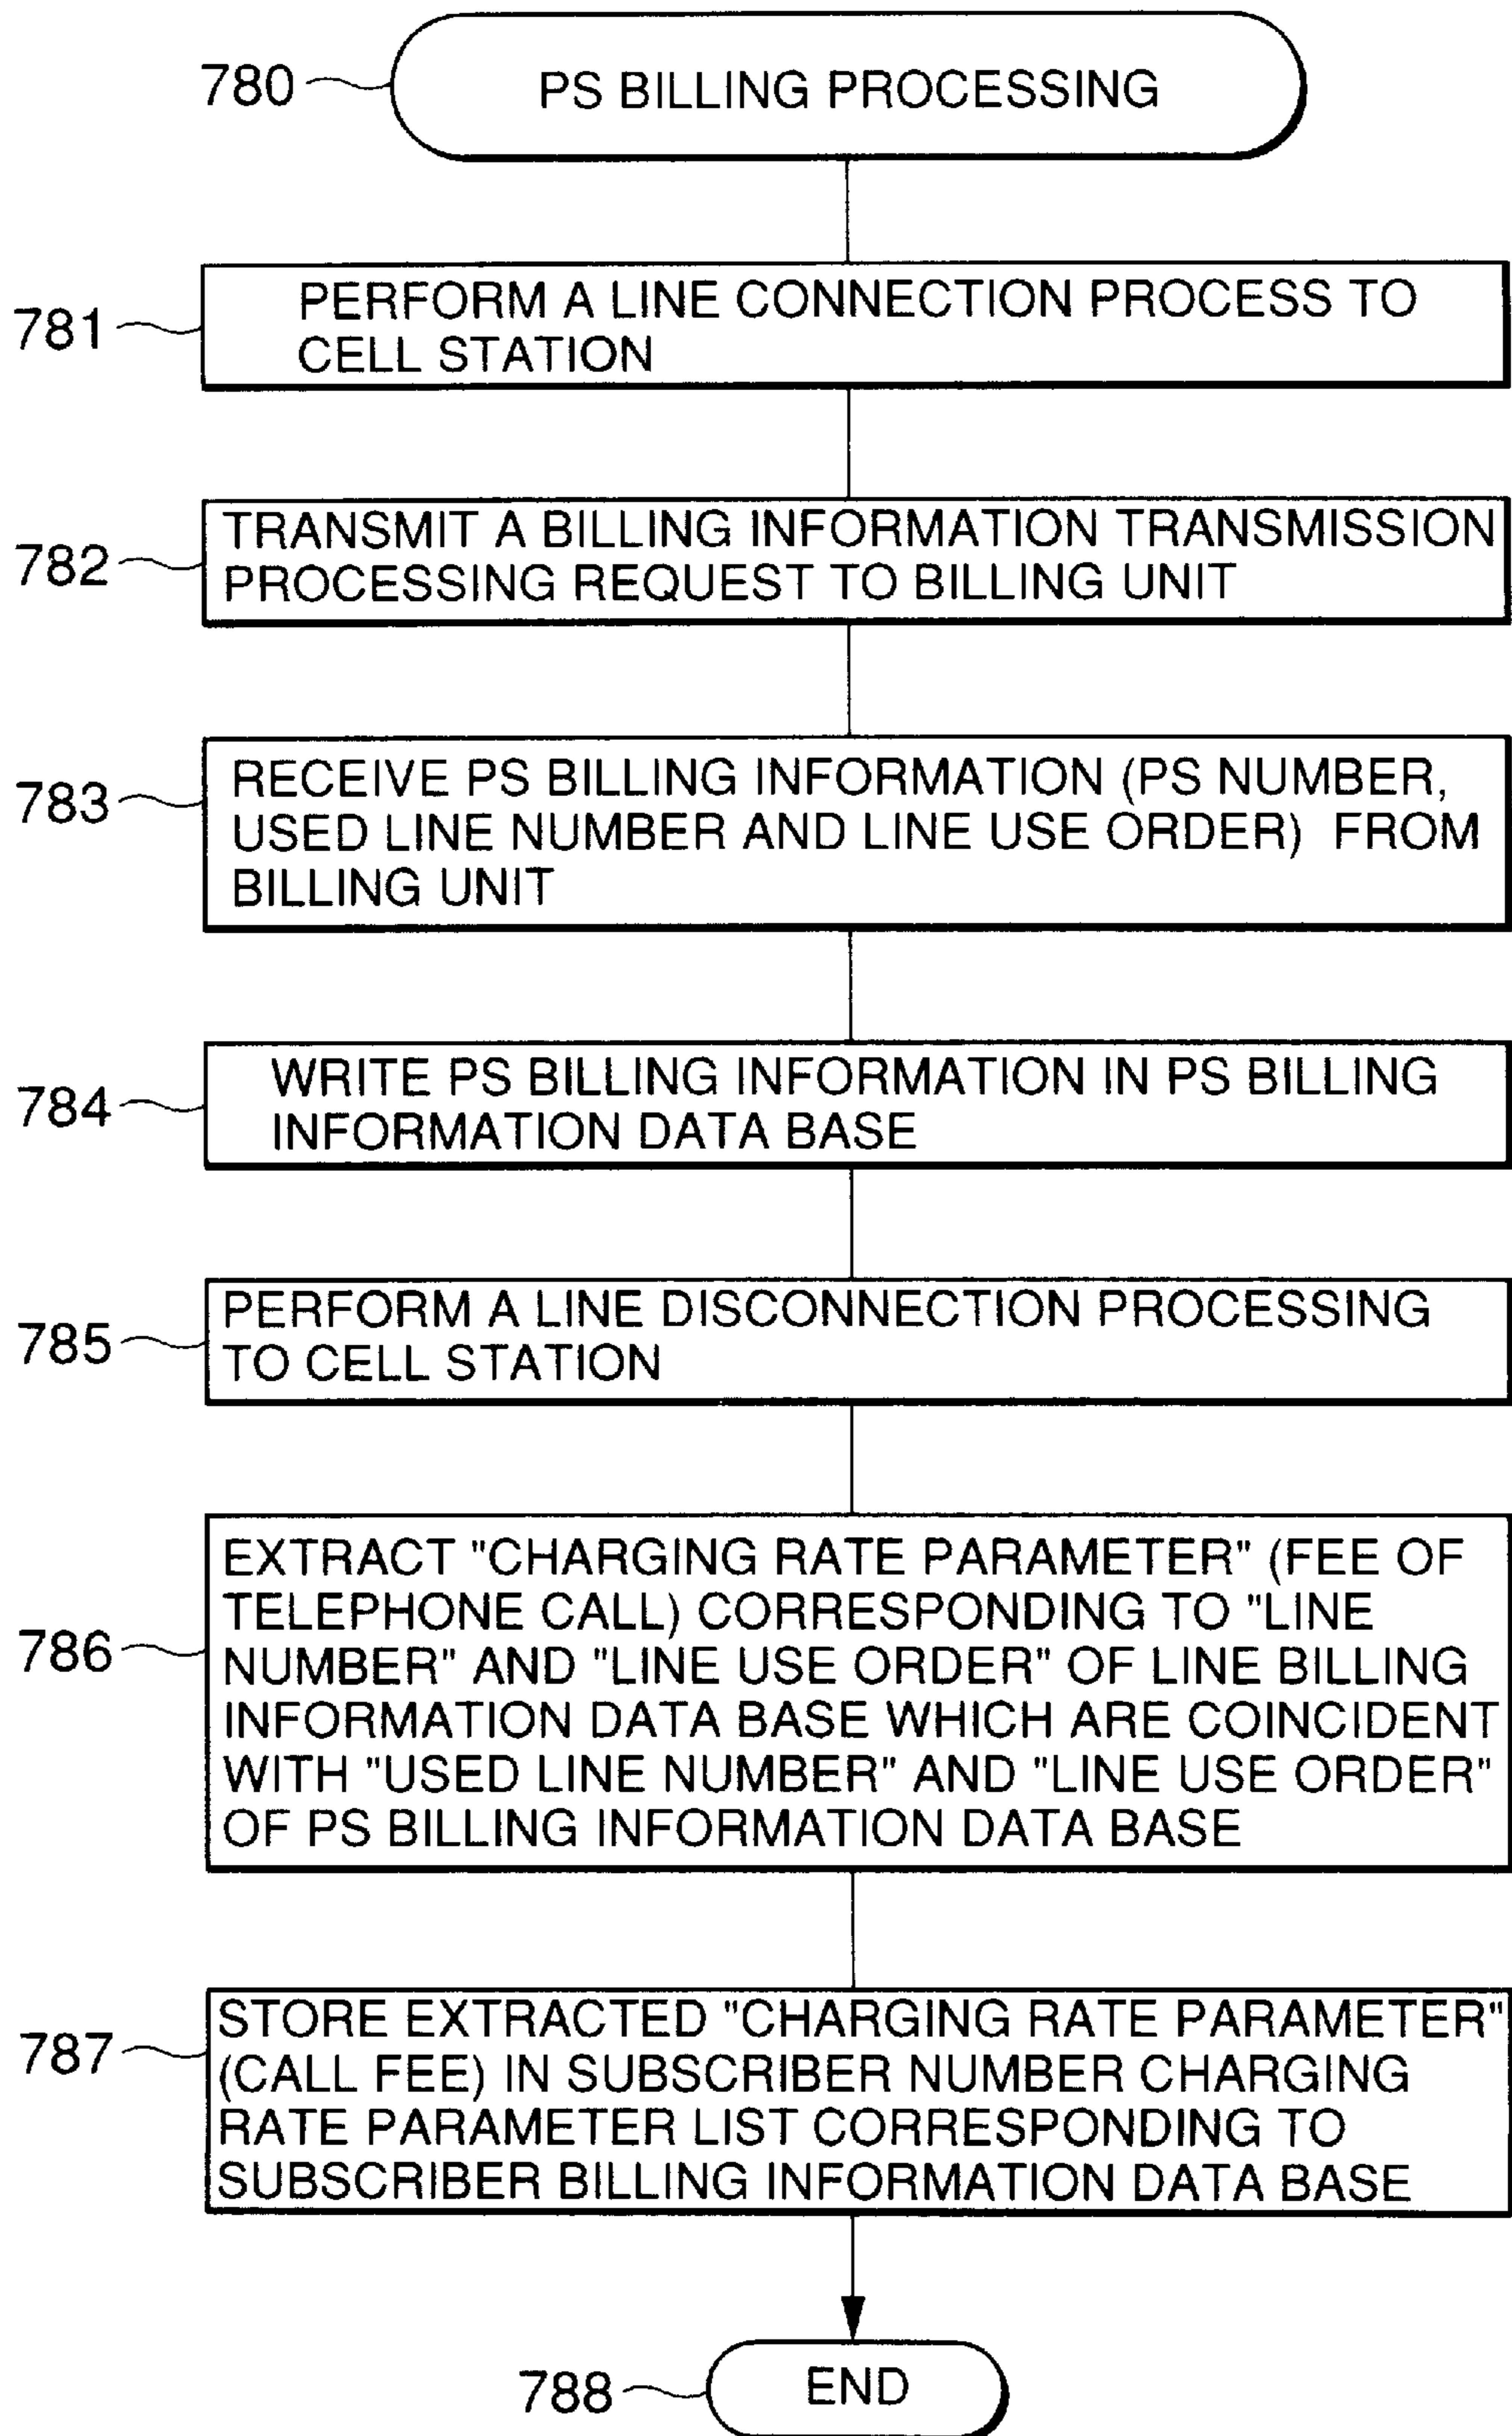 780
PS BILLING PROCESSING
781
PERFORM A LINE CONNECTION PROCESS TO
CELL STATION
782
TRANSMIT A BILLING INFORMATION TRANSMISSION
PROCESSING REQUEST TO BILLING UNIT
783
RECEIVE PS BILLING INFORMATION (PS NUMBER,
USED LINE NUMBER AND LINE USE ORDER) FROM
BILLING UNIT
784
WRITE PS BILLING INFORMATION IN PS BILLING
INFORMATION DATA BASE
785
PERFORM A LINE DISCONNECTION PROCESSING
TO CELL STATION
786
EXTRACT "CHARGING RATE PARAMETER" (FEE OF
TELEPHONE CALL) CORRESPONDING TO "LINE
NUMBER" AND "LINE USE ORDER" OF LINE BILLING
INFORMATION DATA BASE WHICH ARE COINCIDENT
WITH "USED LINE NUMBER" AND "LINE USE ORDER"
OF PS BILLING INFORMATION DATA BASE
787
STORE EXTRACTED "CHARGING RATE PARAMETER"
(CALL FEE) IN SUBSCRIBER NUMBER CHARGING
RATE PARAMETER LIST CORRESPONDING TO
SUBSCRIBER BILLING INFORMATION DATA BASE
788
END